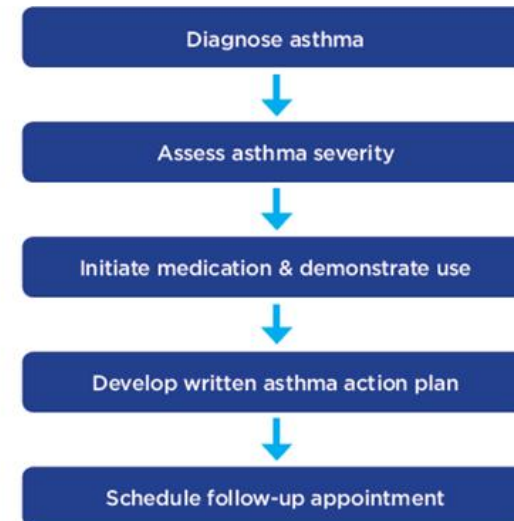 Diagnose asthma
Assess asthma severity
Initiate medication & demonstrate use
Develop written asthma action plan
Schedule follow-up appointment